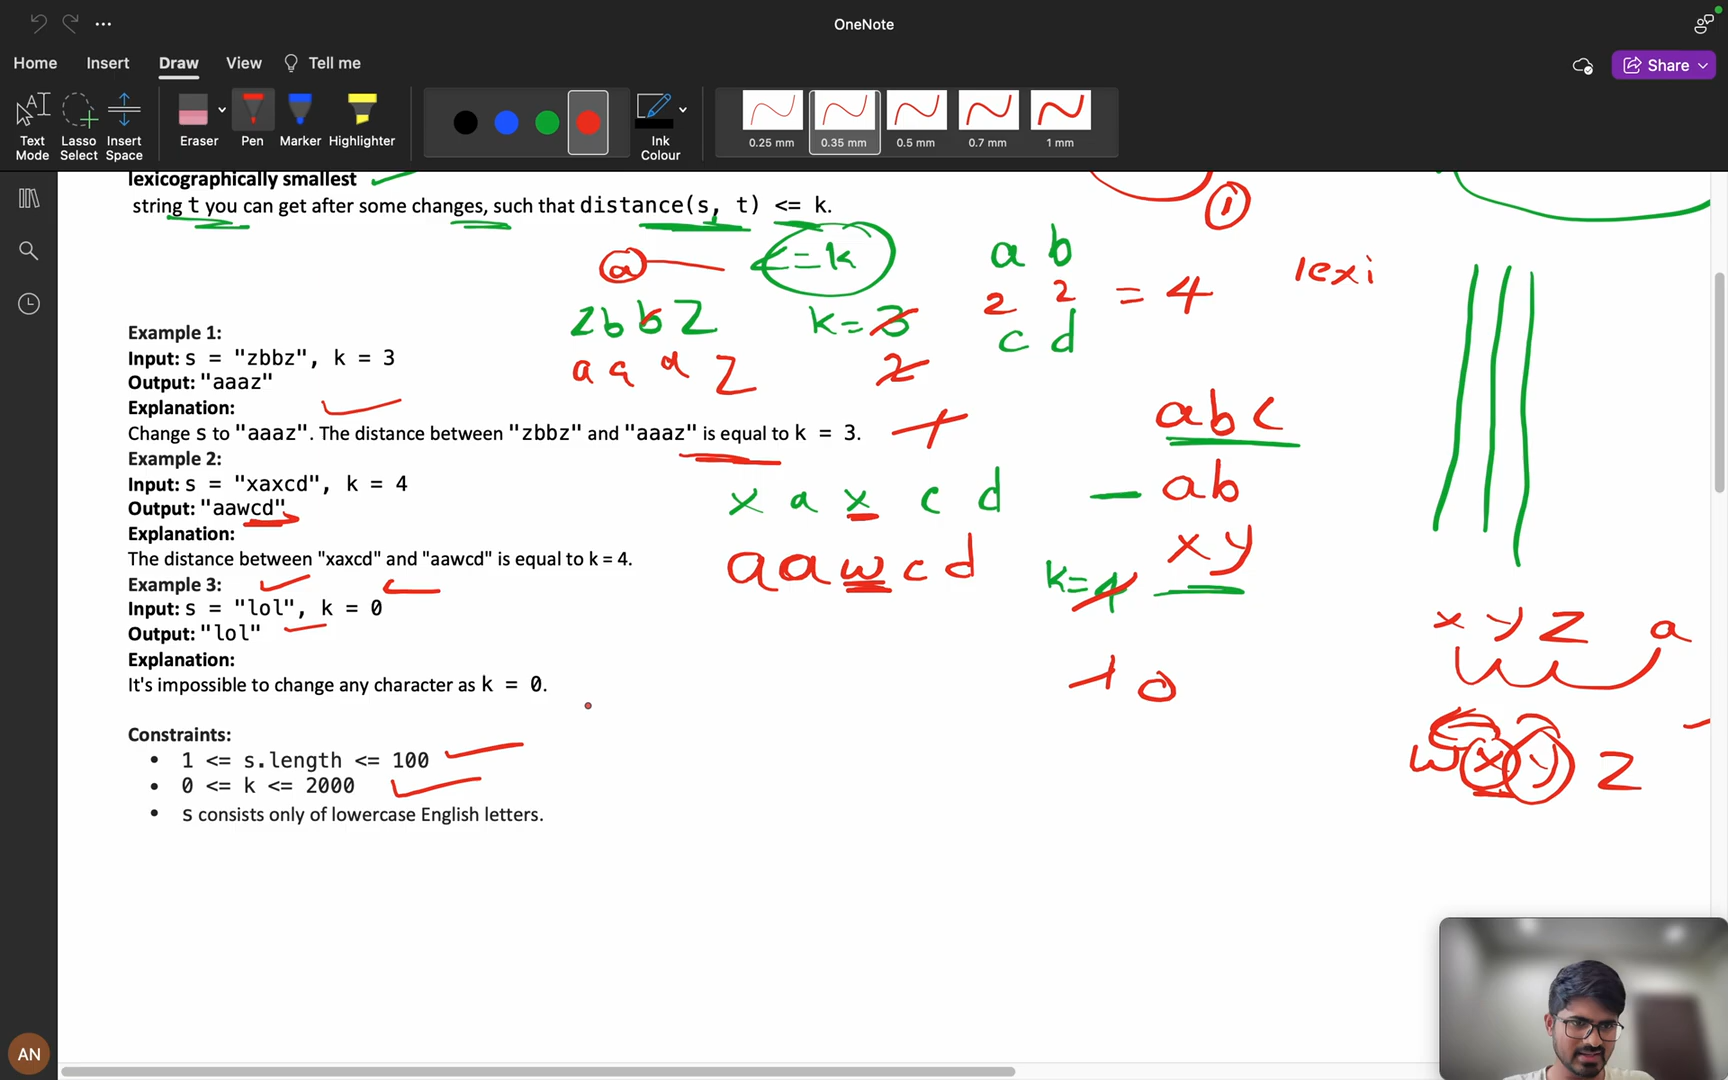 OneNote
Home Insert Draw View Tell me
Share
Text Mode
Lasso Select
Insert Space
Eraser
Pen
Marker
Highlighter
Ink Colour
0.25 mm
0.35 mm
0.5 mm
0.7 mm
1 mm
lexicographically smallest
string t you can get after some changes, such that distance(s, t) <= k.
1
a
<=k
a b
2 2 = 4
c d
lexi
zbbz k=3
a a a z 2
1
Example 1:
Input: s = "zbbz", k = 3
Output: "aaaz"
Explanation:
Change s to "aaaz". The distance between "zbbz" and "aaaz" is equal to k = 3.
Example 2:
Input: s = "xaxcd", k = 4
Output: "aawcd"
Explanation:
The distance between "xaxcd" and "aawcd" is equal to k = 4.
Example 3:
Input: s = "lol", k = 0
Output: "lol"
Explanation:
It's impossible to change any character as k = 0.
abc
x a x c d
ab
a a w c d
xy
k=4
1 0
x y z a
w x y z
Constraints:
• 1 <= s.length <= 100
• 0 <= k <= 2000
• s consists only of lowercase English letters.
AN